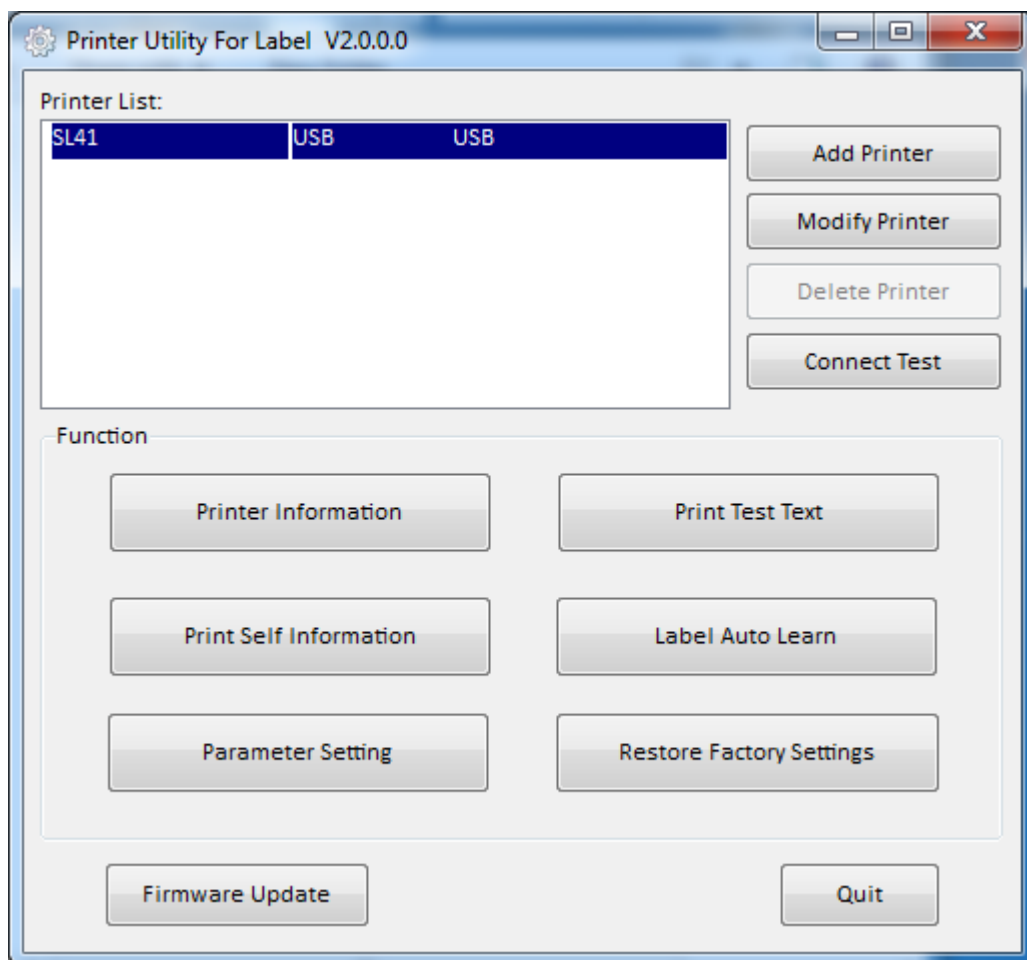 Printer Utility For Label  V2.0.0.0
Printer List:
SL41 USB USB
Add Printer
Modify Printer
Delete Printer
Connect Test
Function
Printer Information
Print Test Text
Print Self Information
Label Auto Learn
Parameter Setting
Restore Factory Settings
Firmware Update
Quit